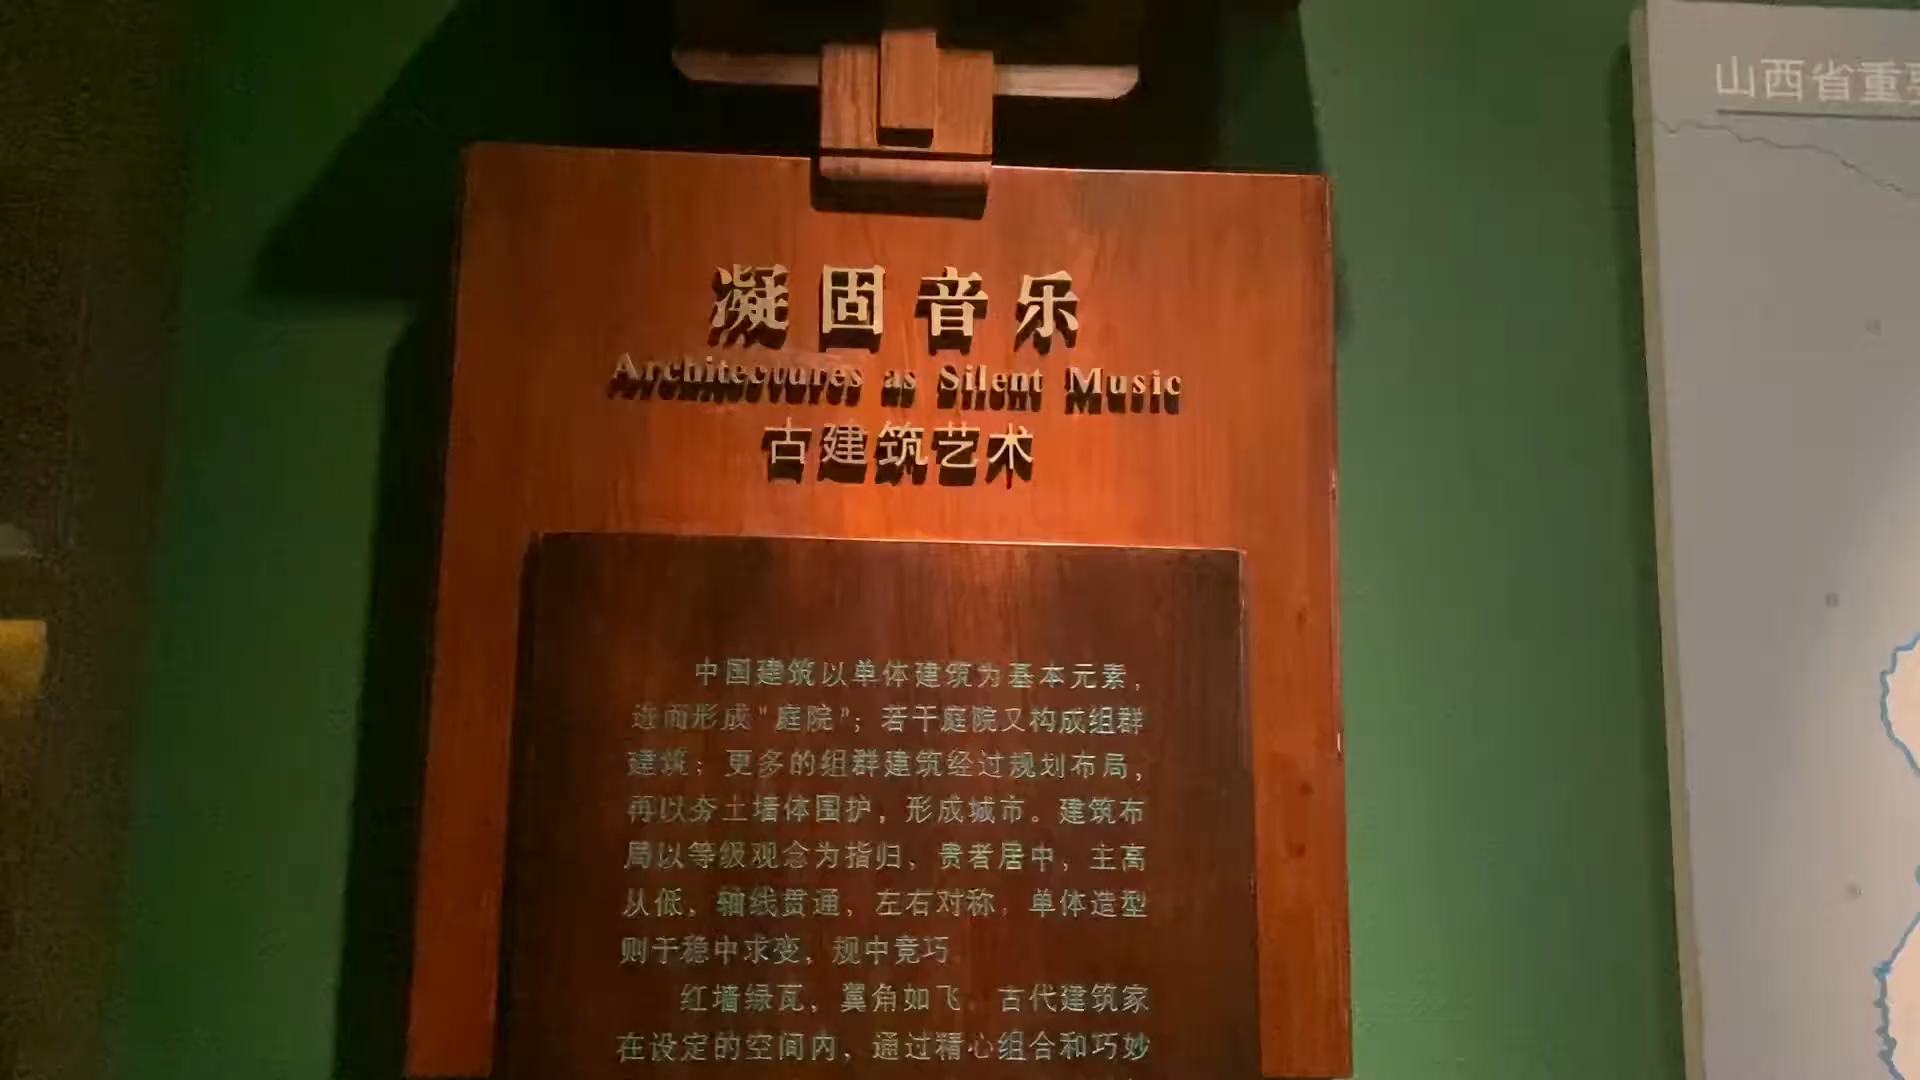 凝固音乐
Architectures as Silent Music
古建筑艺术
中国建筑以单体建筑为基本元素，
进而形成"庭院"；若干庭院又构成组群
建筑；更多的组群建筑经过规划布局，
再以夯土墙体围护，形成城市。建筑布
局以等级观念为指归，贵者居中，主高
从低，轴线贯通，左右对称。单体造型
则于稳中求变，规中竞巧。
红墙绿瓦，翼角如飞。古代建筑家
在设定的空间内，通过精心组合和巧妙
山西省重要